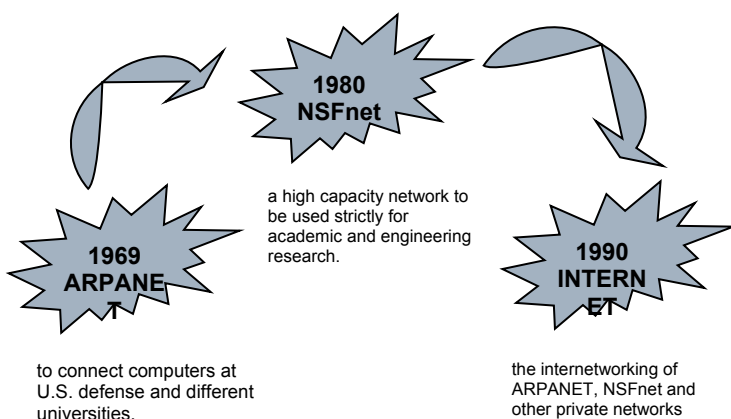 1969
ARPANE
T
to connect computers at
U.S. defense and different
universities.
1980
NSFnet
a high capacity network to
be used strictly for
academic and engineering
research.
1990
INTERN
ET
the internetworking of
ARPANET, NSFnet and
other private networks